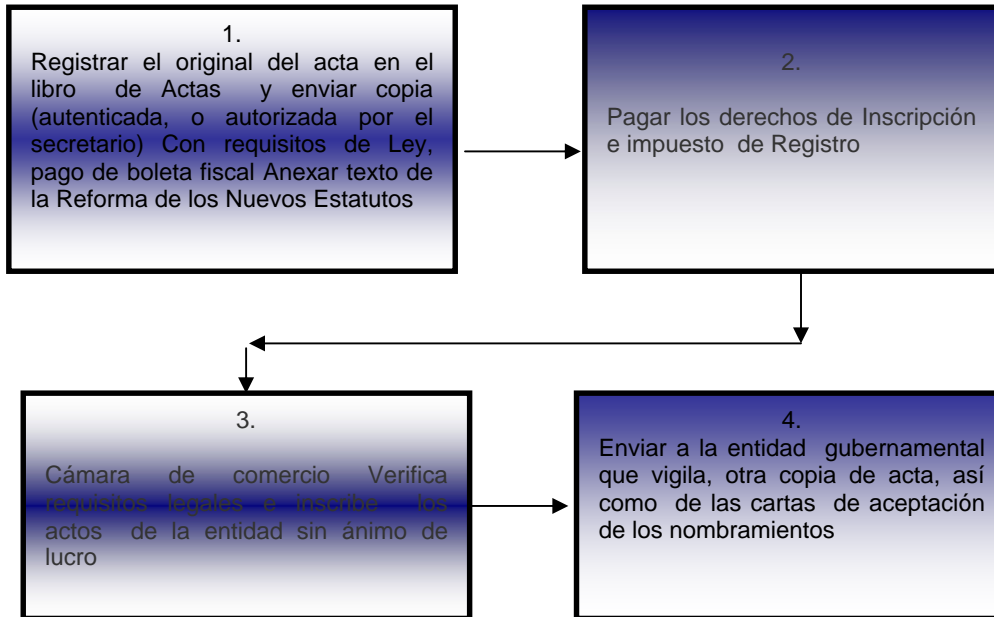 1.
Registrar el original del acta en el
libro de Actas y enviar copia
(autenticada, o autorizada por el
secretario) Con requisitos de Ley,
pago de boleta fiscal Anexar texto de
la Reforma de los Nuevos Estatutos
2.
Pagar los derechos de Inscripción
e impuesto de Registro
3.
Cámara de comercio Verifica
requisitos legales e inscribe los
actos de la entidad sin ánimo de
lucro
4.
Enviar a la entidad gubernamental
que vigila, otra copia de acta, así
como de las cartas de aceptación
de los nombramientos